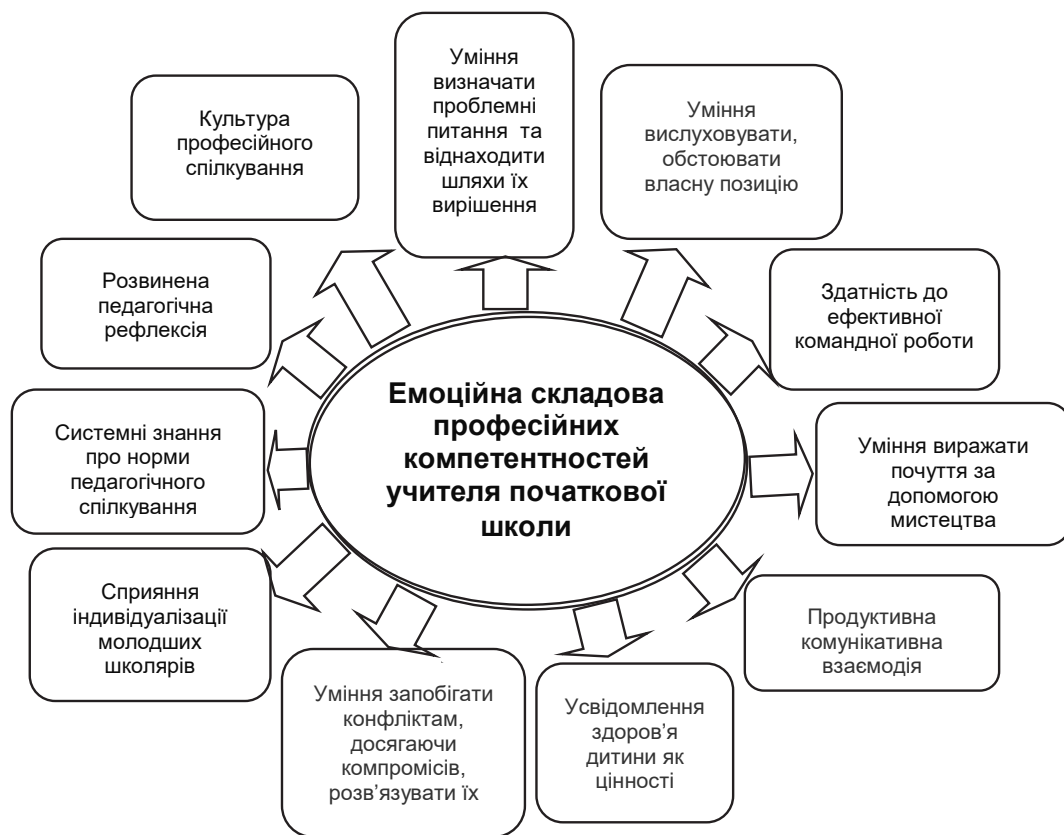 Уміння
визначати
проблемні
питання та
віднаходити
шляхи їх
вирішення
Культура
професійного
спілкування
Уміння
вислуховувати,
обстоювати
власну позицію
Розвинена
педагогічна
рефлексія
Здатність до
ефективної
командної роботи
Емоційна складова
професійних
компетентностей
учителя початкової
школи
Системні знання
про норми
педагогічного
спілкування
Уміння виражати
почуття за
допомогою
мистецтва
Сприяння
індивідуалізації
молодших
школярів
Продуктивна
комунікативна
взаємодія
Уміння запобігати
конфліктам,
досягаючи
компромісів,
розв’язувати їх
Усвідомлення
здоров’я
дитини як
цінності